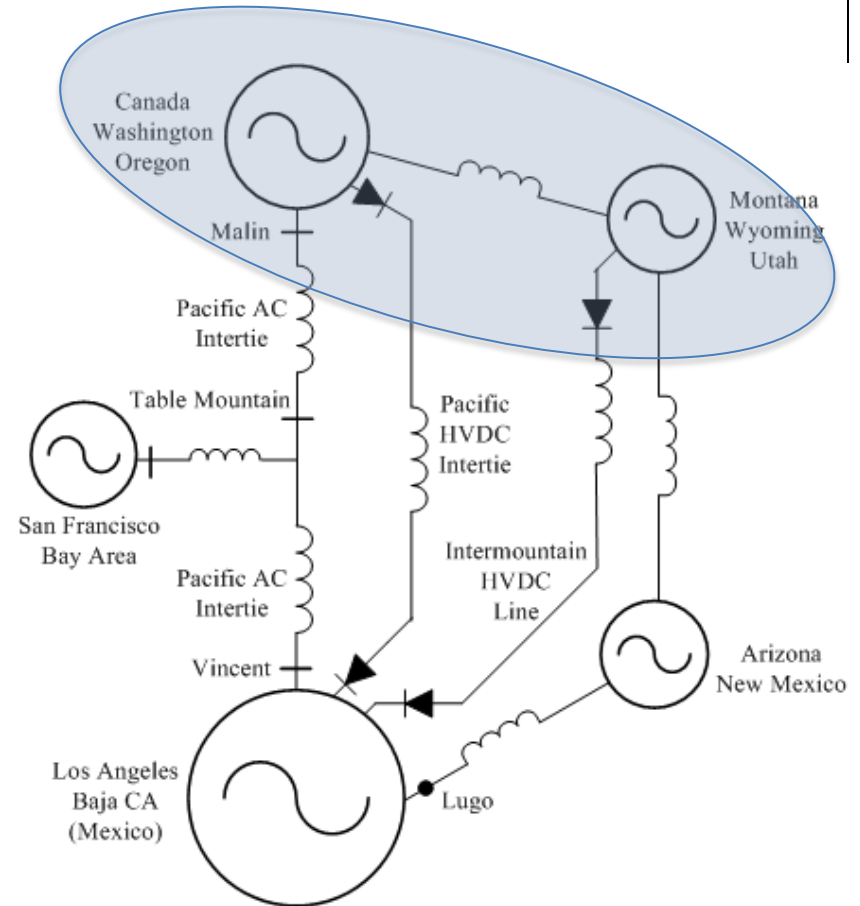 Canada
Washington
Oregon
Montana
Wyoming
Utah
Malin
Pacific AC
Intertie
Table Mountain
Pacific
HVDC
Intertie
San Francisco
Bay Area
Intermountain
HVDC
Line
Pacific AC
Intertie
Vincent
Arizona
New Mexico
Los Angeles
Baja CA
(Mexico)
Lugo